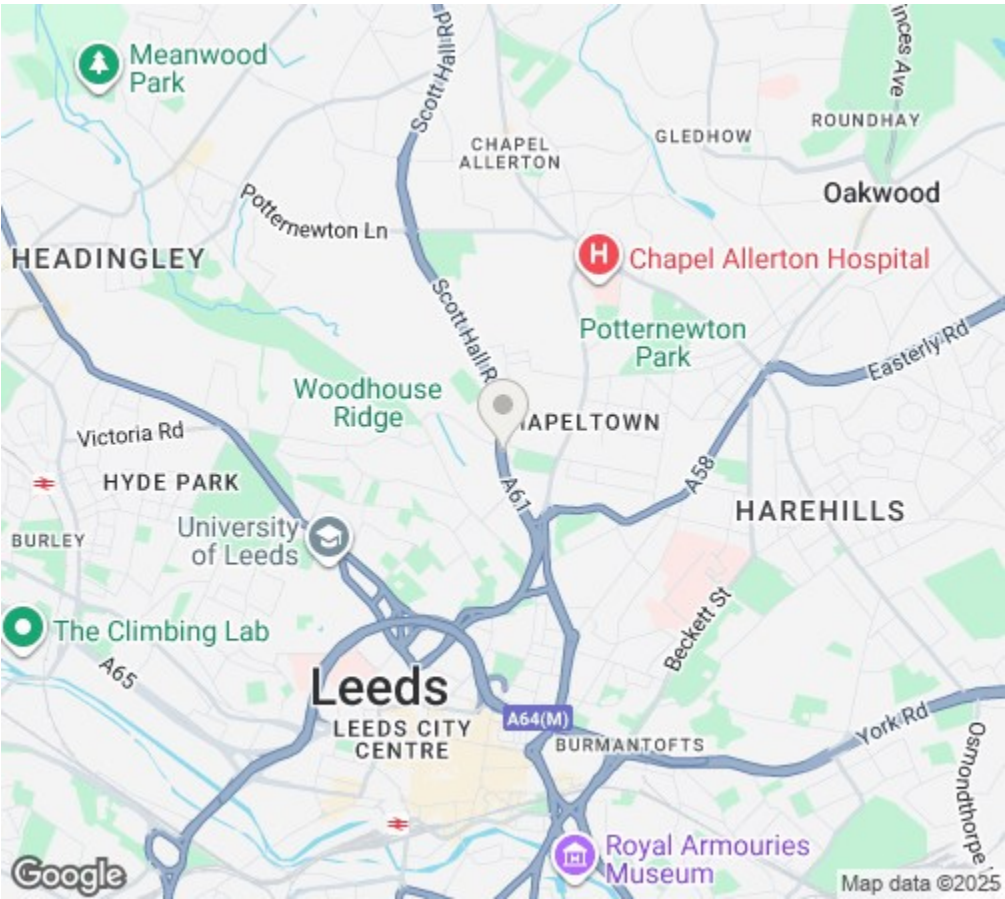 Meanwood
Park
Scott Hall Rd
inces Ave
ROUNDHAY
CHAPEL
ALLERTON
GLEDHOW
Oakwood
Potternewton Ln
HEADINGLEY
H
Chapel Allerton Hospital
Scott Hall R
Potternewton
Park
Easterly Rd
Woodhouse
Ridge
HAPELTOWN
Victoria Rd
A58
HYDE PARK
A61
HAREHILLS
University
of Leeds
BURLEY
Beckett St
The Climbing Lab
A65
Leeds
LEEDS CITY
CENTRE
A64(M)
York Rd
BURMANTOFTS
Osmondthorpe
Royal Armouries
Museum
Google
Map data ©2025